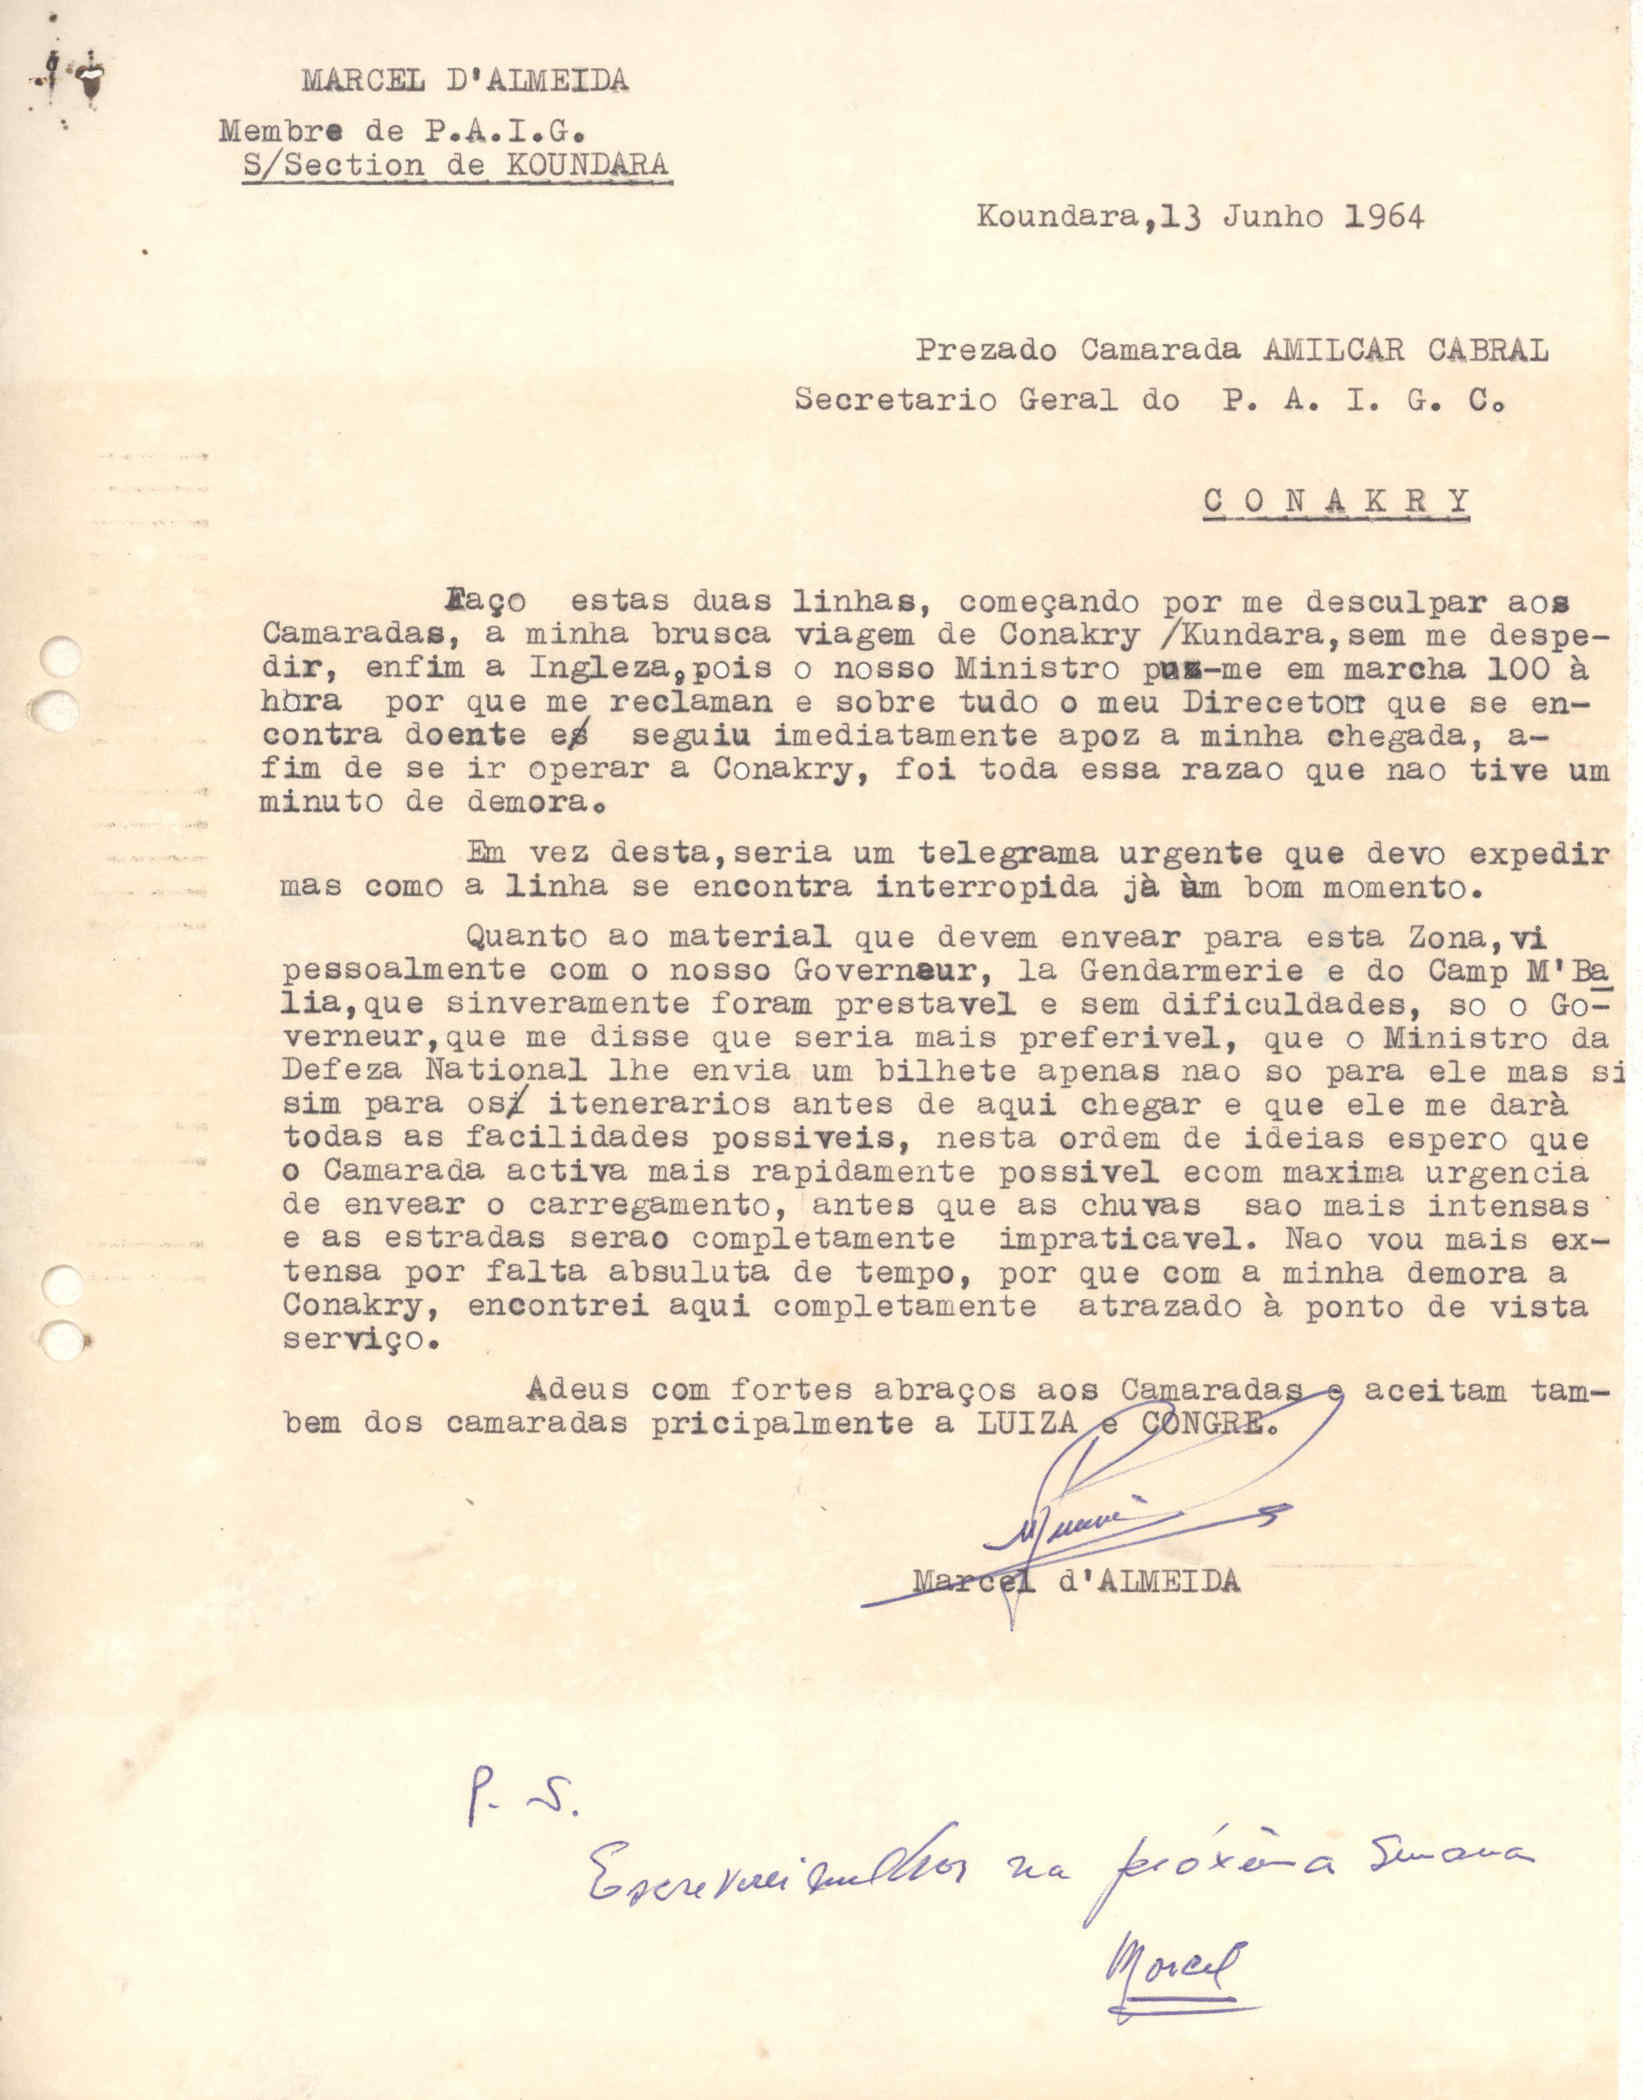 MARCEL D'ALMEIDA
Membre de P.A.I.G.
S/Section de KOUNDARA
Koundara,13 Junho 1964
Prezado Camarada AMILCAR CABRAL
Secretario Geral do P. A. I. G. C.
C O N A K R Y
Faço estas duas linhas, começando por me desculpar aos
Camaradas, a minha brusca viagem de Conakry /Kundara,sem me despe-
dir, enfim a Ingleza,pois o nosso Ministro puz-me em marcha 100 à
hora por que me reclaman e sobre tudo o meu Direcetor que se en-
contra doente e seguiu imediatamente apoz a minha chegada, a-
fim de se ir operar a Conakry, foi toda essa razao que nao tive um
minuto de demora.
Em vez desta,seria um telegrama urgente que devo expedir
mas como a linha se encontra interropida jà ùm bom momento.
Quanto ao material que devem envear para esta Zona,vi
pessoalmente com o nosso Governeur, la Gendarmerie e do Camp M'Ba
lia,que sinveramente foram prestavel e sem dificuldades, so o Go-
verneur,que me disse que seria mais preferivel, que o Ministro da
Defeza National lhe envia um bilhete apenas nao so para ele mas si
sim para os itenerarios antes de aqui chegar e que ele me darà
todas as facilidades possiveis, nesta ordem de ideias espero que
o Camarada activa mais rapidamente possivel ecom maxima urgencia
de envear o carregamento, antes que as chuvas sao mais intensas
e as estradas serao completamente impraticavel. Nao vou mais ex-
tensa por falta absuluta de tempo, por que com a minha demora a
Conakry, encontrei aqui completamente atrazado à ponto de vista
serviço.
Adeus com fortes abraços aos Camaradas e aceitam tam-
bem dos camaradas pricipalmente a LUIZA e CONGRE.
Marcel d'ALMEIDA
P. S.
Escreverei melhor na próxima semana
Marcel